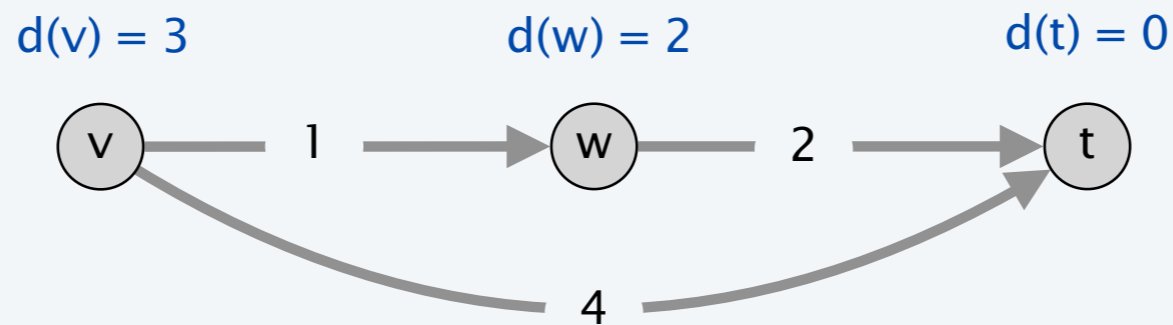 d(v) = 3 d(w) = 2 d(t) = 0
v 1 w 2 t
4